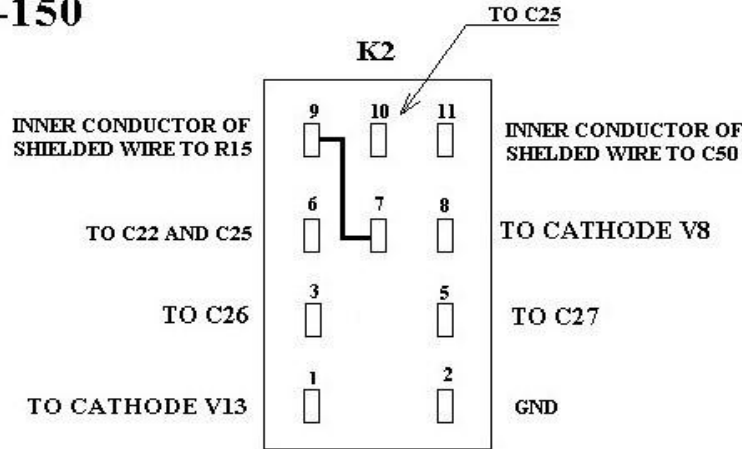 -150
TO C25
K2
9 10 11
INNER CONDUCTOR OF
SHIELDED WIRE TO R15
INNER CONDUCTOR OF
SHELDED WIRE TO C50
6 7 8
TO C22 AND C25
TO CATHODE V8
3 5
TO C26
TO C27
1 2
TO CATHODE V13
GND